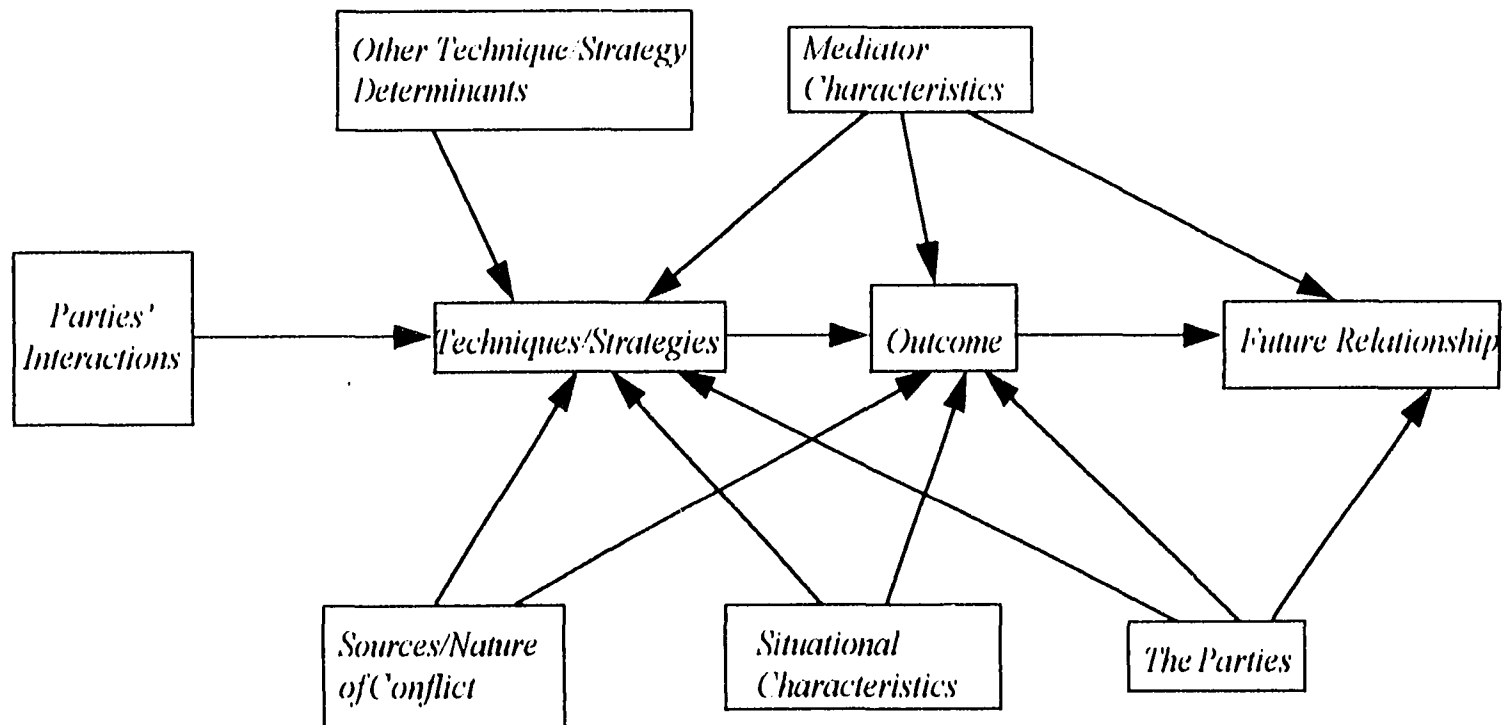 Other Technique/Strategy
Determinants
Mediator
Characteristics
Parties'
Interactions
Techniques/Strategies
Outcome
Future Relationship
Sources/Nature
of Conflict
Situational
Characteristics
The Parties